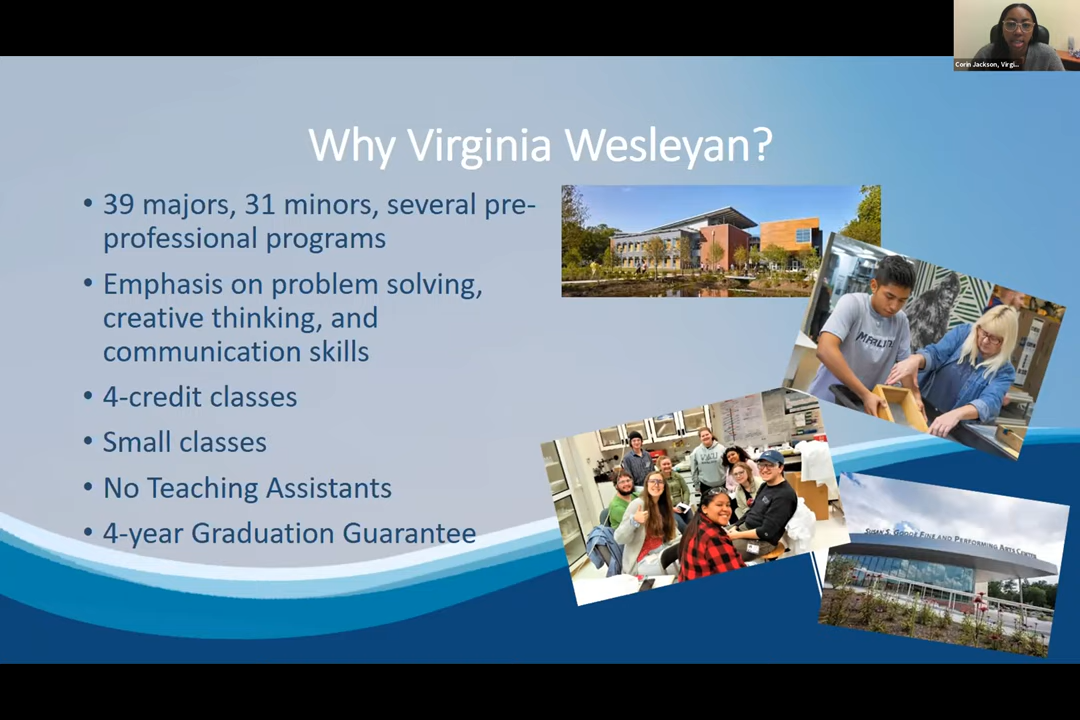 Corin Jackson, Virgi...
Why Virginia Wesleyan?
• 39 majors, 31 minors, several pre-
professional programs
• Emphasis on problem solving,
creative thinking, and
communication skills
• 4-credit classes
• Small classes
• No Teaching Assistants
• 4-year Graduation Guarantee
SUSAN S. GOODE FINE AND PERFORMING ARTS CENTER